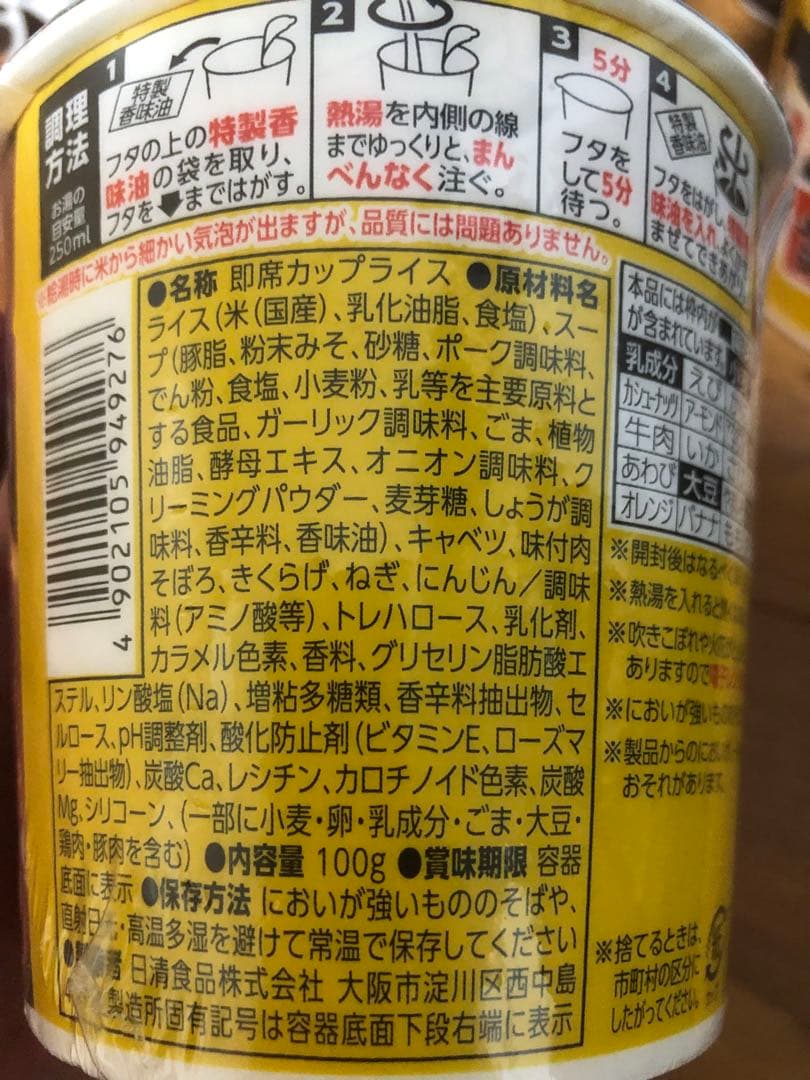 調理方法
お湯の目安量
250ml
1
特製
香味油
フタの上の特製香
味油の袋を取り、
フタを⬇まではがす。
2
熱湯を内側の線
までゆっくりと、まん
べんなく注ぐ。
3
5分
フタを
して5分
待つ。
4
特製
香味油
フタをはがし、
味油を入れ、
まぜてできあがり
※給湯時に米から細かい気泡が出ますが、品質には問題ありません。
4 902105 949276
●名称 即席カップライス ●原材料名
ライス(米(国産)、乳化油脂、食塩)、スー
プ(豚脂、粉末みそ、砂糖、ポーク調味料、
でん粉、食塩、小麦粉、乳等を主要原料と
する食品、ガーリック調味料、ごま、植物
油脂、酵母エキス、オニオン調味料、ク
リーミングパウダー、麦芽糖、しょうが調
味料、香辛料、香味油)、キャベツ、味付肉
そぼろ、きくらげ、ねぎ、にんじん/調味
料(アミノ酸等)、トレハロース、乳化剤、
カラメル色素、香料、グリセリン脂肪酸エ
ステル、リン酸塩(Na)、増粘多糖類、香辛料抽出物、セ
ルロース、pH調整剤、酸化防止剤(ビタミンE、ローズマ
リー抽出物)、炭酸Ca、レシチン、カロチノイド色素、炭酸
Mg、シリコーン、(一部に小麦・卵・乳成分・ごま・大豆・
鶏肉・豚肉を含む) ●内容量 100g ●賞味期限 容器
底面に表示 ●保存方法 においが強いもののそばや、
直射日光・高温多湿を避けて常温で保存してください
日清食品株式会社 大阪市淀川区西中島
製造所固有記号は容器底面下段右端に表示
本品には枠内が
が含まれています。
乳成分 えび
カシューナッツ アーモンド
牛肉 いか
あわび 大豆
オレンジ バナナ
※開封後はなるべく
※熱湯を入れると
※吹きこぼれや
ありますので
※においが強いもの
※製品からのにおい
おそれがあります。
※捨てるときは、
市町村の区分に
したがってください。